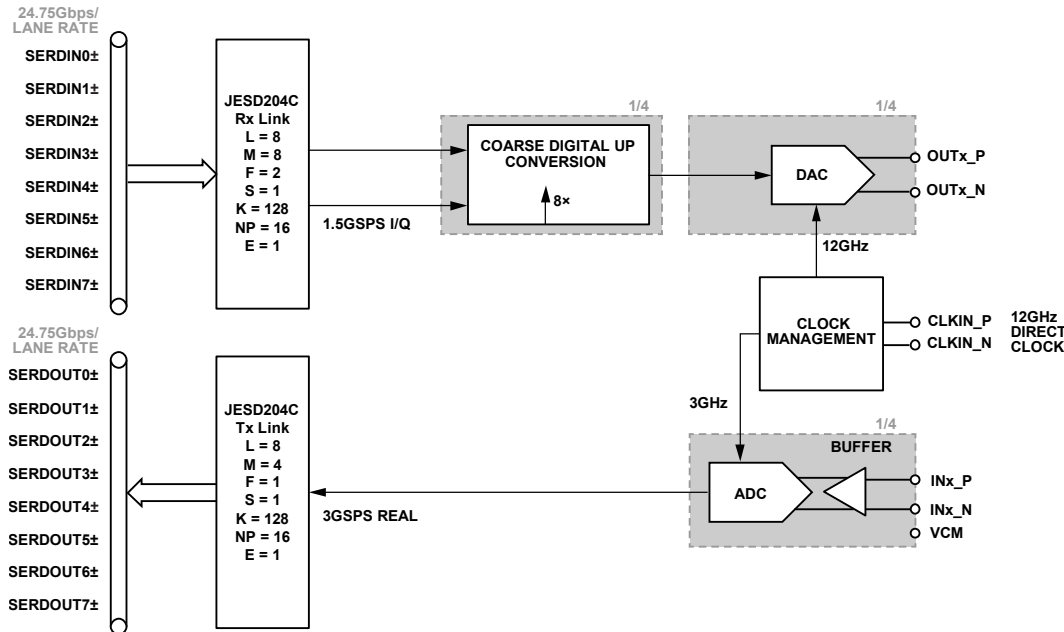 24.75Gbps/
LANE RATE
SERDIN0±
SERDIN1±
SERDIN2±
SERDIN3±
SERDIN4±
SERDIN5±
SERDIN6±
SERDIN7±
JESD204C
Rx Link
L = 8
M = 8
F = 2
S = 1
K = 128
NP = 16
E = 1
1.5GSPS I/Q
1/4
COARSE DIGITAL UP
CONVERSION
8×
1/4
DAC
OUTx_P
OUTx_N
12GHz
CLOCK
MANAGEMENT
CLKIN_P
CLKIN_N
12GHz
DIRECT
CLOCK
24.75Gbps/
LANE RATE
SERDOUT0±
SERDOUT1±
SERDOUT2±
SERDOUT3±
SERDOUT4±
SERDOUT5±
SERDOUT6±
SERDOUT7±
JESD204C
Tx Link
L = 8
M = 4
F = 1
S = 1
K = 128
NP = 16
E = 1
3GSPS REAL
3GHz
1/4
BUFFER
ADC
INx_P
INx_N
VCM